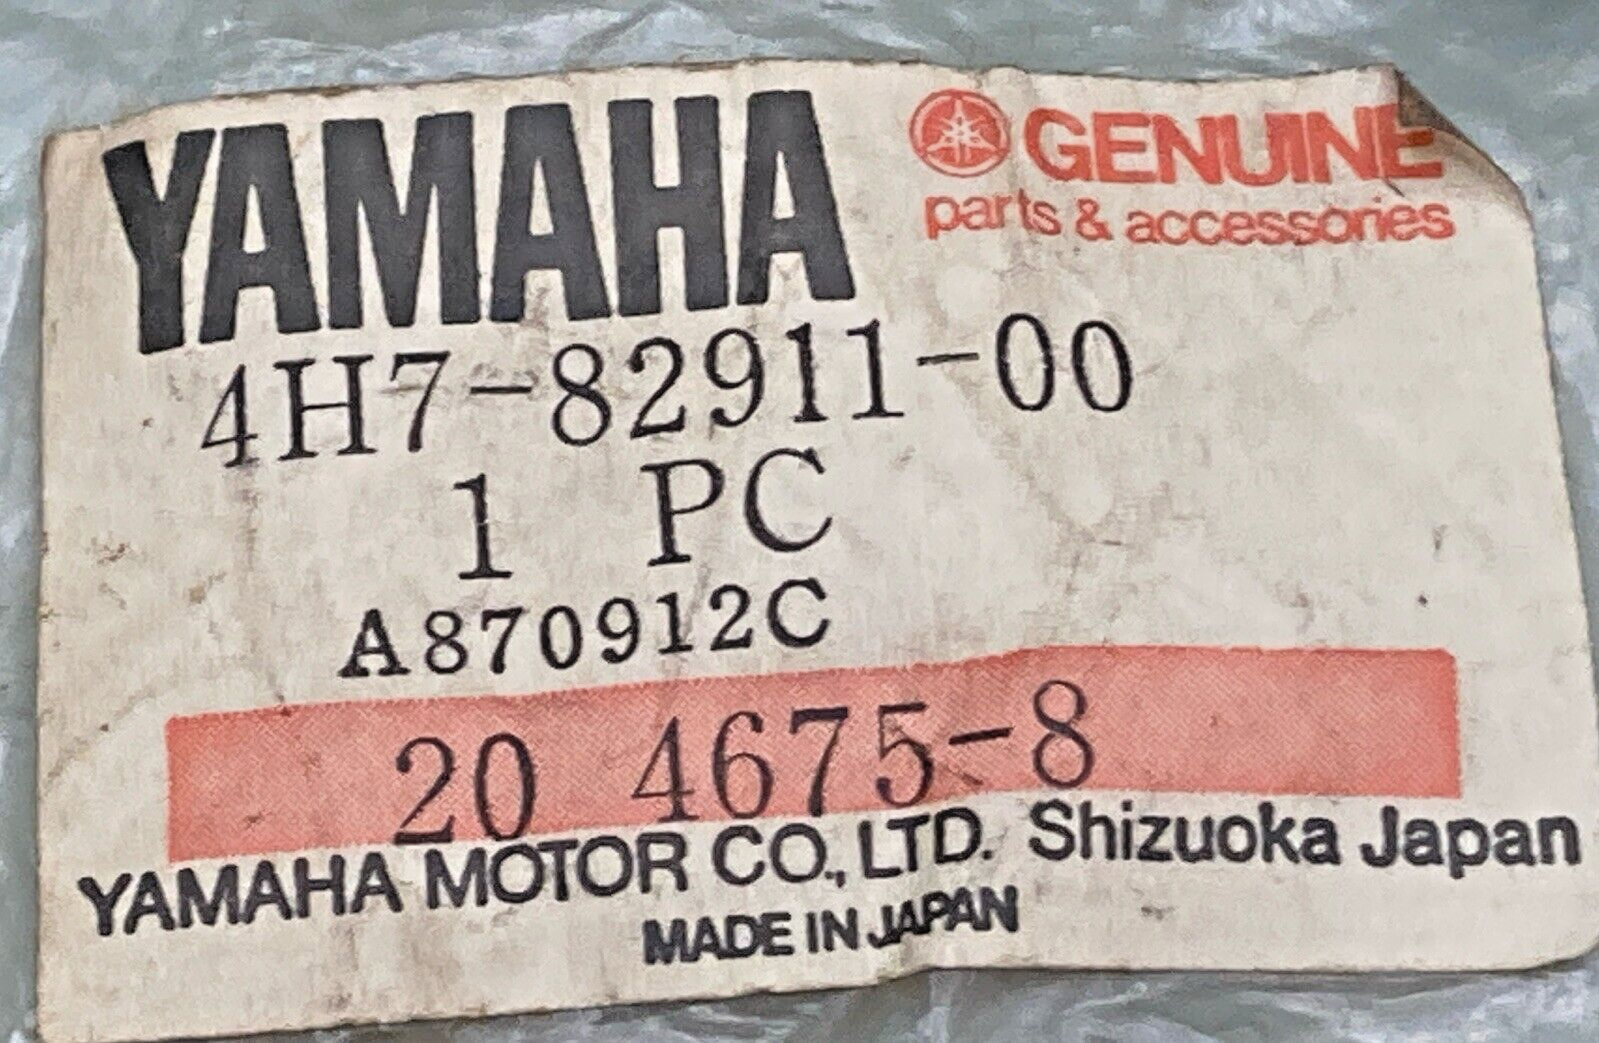 YAMAHA GENUINE
parts & accessories
4H7-82911-00
1 PC
A870912C
20 4675-8
YAMAHA MOTOR CO., LTD. Shizuoka Japan
MADE IN JAPAN